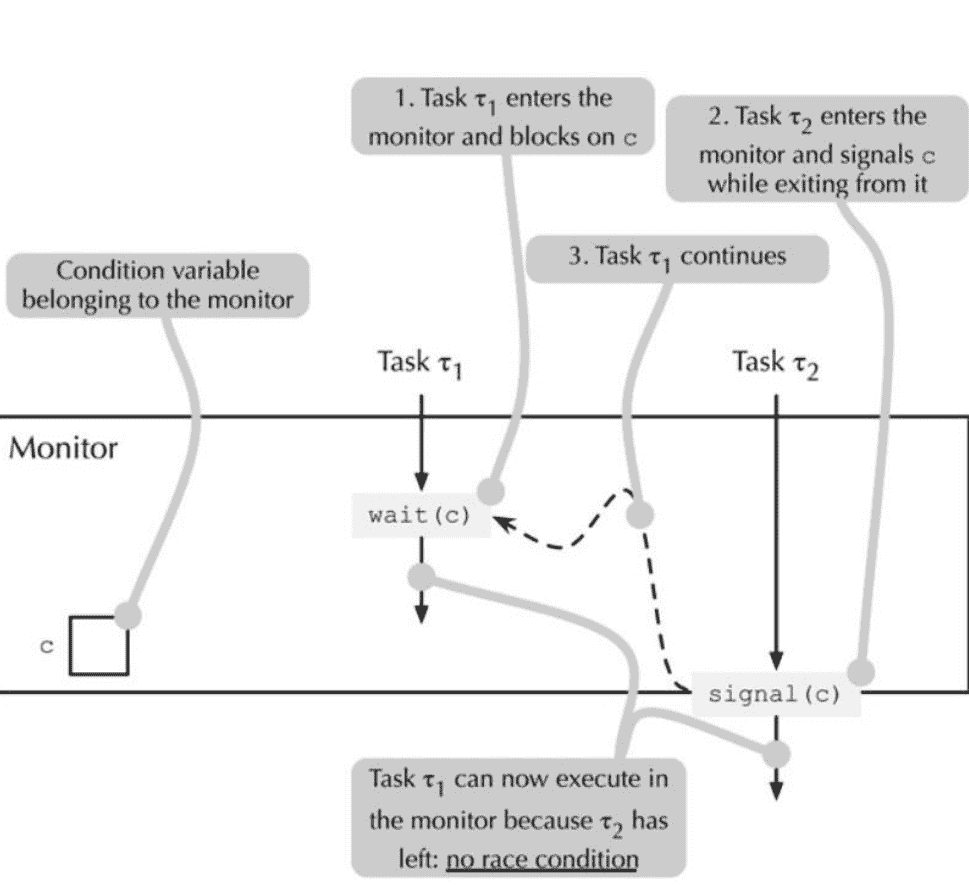 1. Task τ1 enters the
monitor and blocks on c
2. Task τ2 enters the
monitor and signals c
while exiting from it
3. Task τ1 continues
Condition variable
belonging to the monitor
Task τ1
Task τ2
Monitor
wait(c)
c
signal(c)
Task τ1 can now execute in
the monitor because τ2 has
left: no race condition